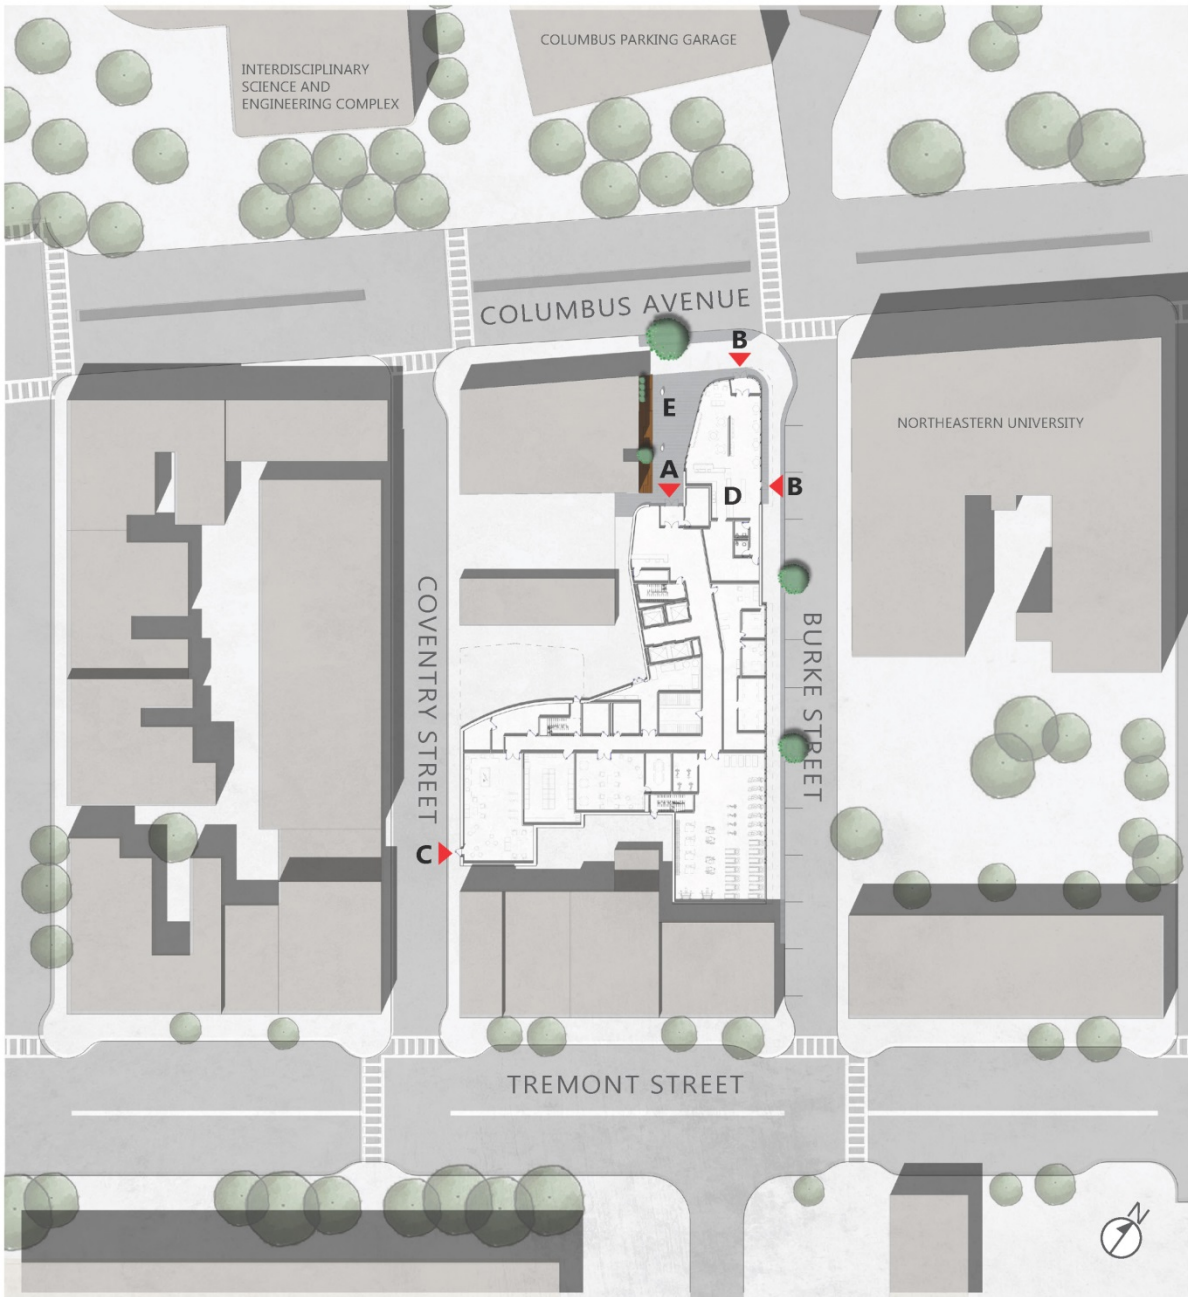 COLUMBUS PARKING GARAGE
INTERDISCIPLINARY
SCIENCE AND
ENGINEERING COMPLEX
COLUMBUS AVENUE
B
E
NORTHEASTERN UNIVERSITY
A
B
D
COVENTRY STREET
BURKE STREET
C
TREMONT STREET
N